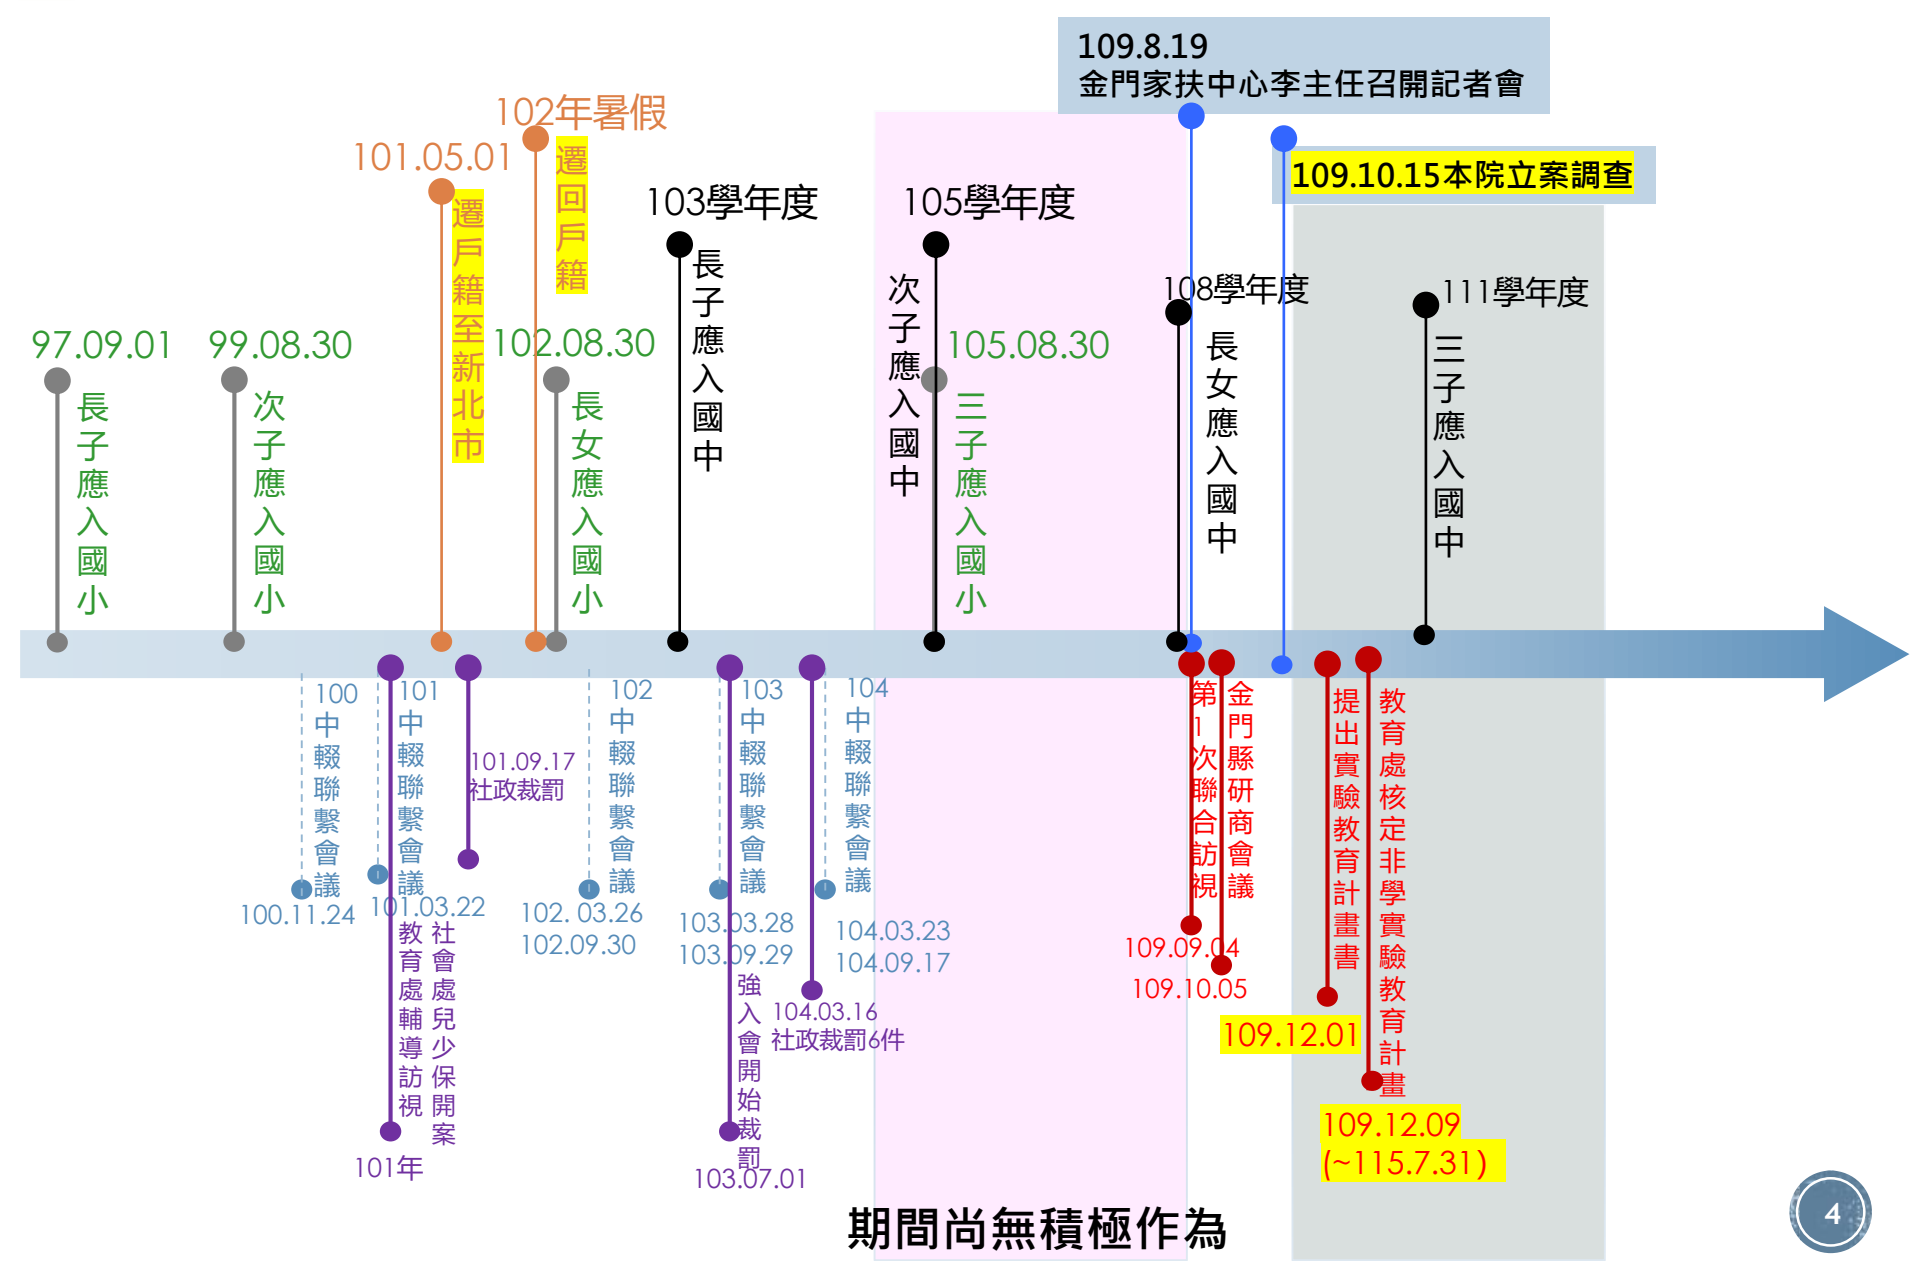 109.8.19
金門家扶中心李主任召開記者會
109.10.15本院立案調查
102年暑假
遷回戶籍
101.05.01
遷戶籍至新北市
103學年度
長子應入國中
105學年度
次子應入國中
108學年度
長女應入國中
111學年度
三子應入國中
97.09.01
長子應入國小
99.08.30
次子應入國小
102.08.30
長女應入國小
105.08.30
三子應入國小
100中輟聯繫會議
100.11.24
101中輟聯繫會議
101.03.22
教育處輔導訪視
社會處兒少保開案
101年
101.09.17
社政裁罰
102中輟聯繫會議
102. 03.26
102.09.30
103中輟聯繫會議
103.03.28
103.09.29
強入會開始裁罰
103.07.01
104中輟聯繫會議
104.03.23
104.09.17
104.03.16
社政裁罰6件
第1次聯合訪視
109.09.04
金門縣研商會議
109.10.05
提出實驗教育計畫書
109.12.01
教育處核定非學實驗教育計畫
109.12.09
(~115.7.31)
期間尚無積極作為
4